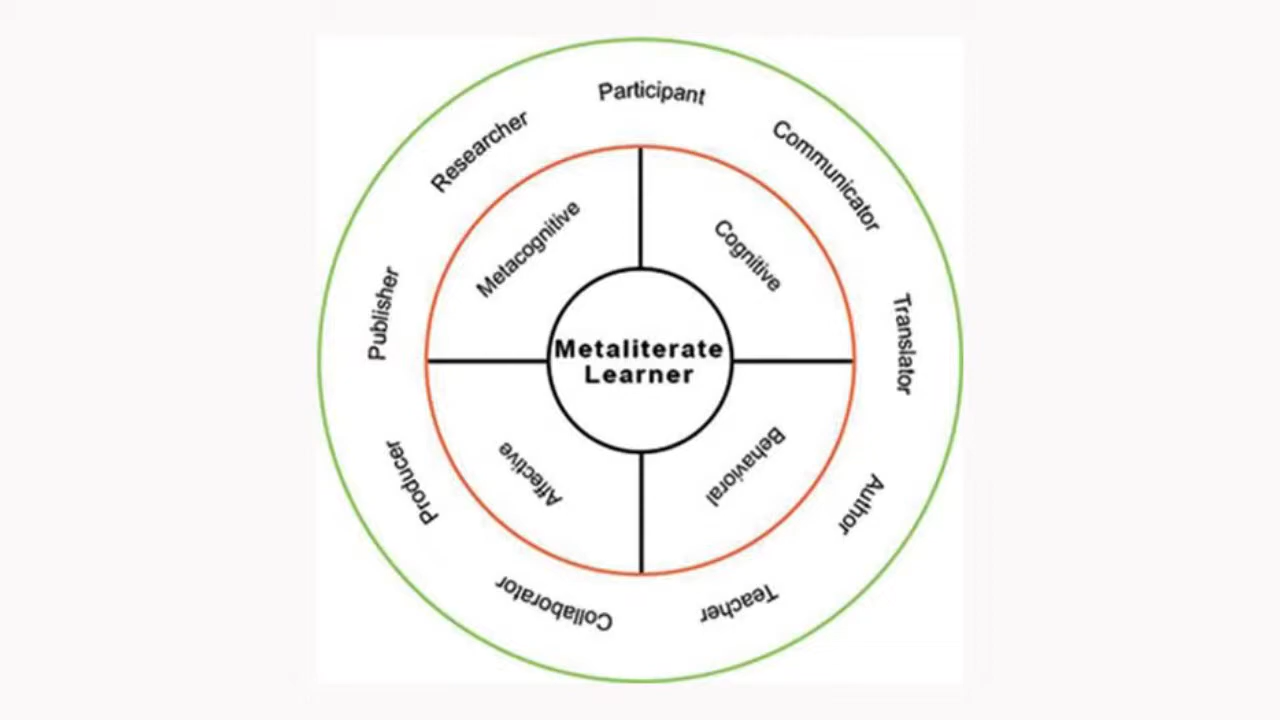 Participant
Communicator
Translator
Author
Teacher
Collaborator
Producer
Publisher
Researcher
Metacognitive
Cognitive
Behavioral
Affective
Metaliterate
Learner